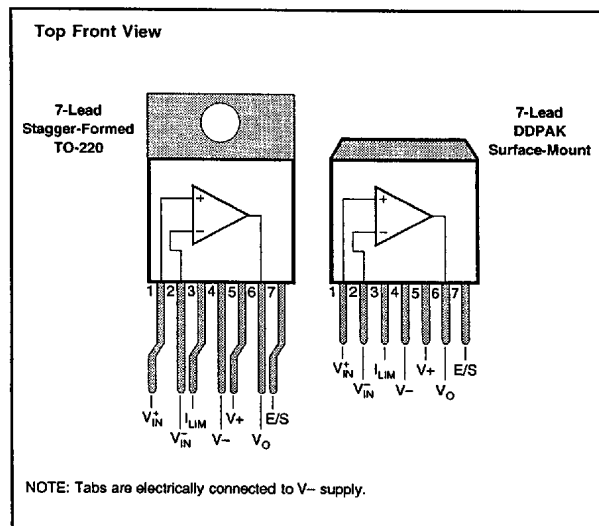 Top Front View
7-Lead
Stagger-Formed
TO-220
7-Lead
DDPAK
Surface-Mount
+
−
+
−
1 2 3 4 5 6 7
1 2 3 4 5 6 7
V+IN ILIM V+ E/S
V−IN V− VO
V+IN ILIM V+ E/S
V−IN V− VO
NOTE: Tabs are electrically connected to V– supply.